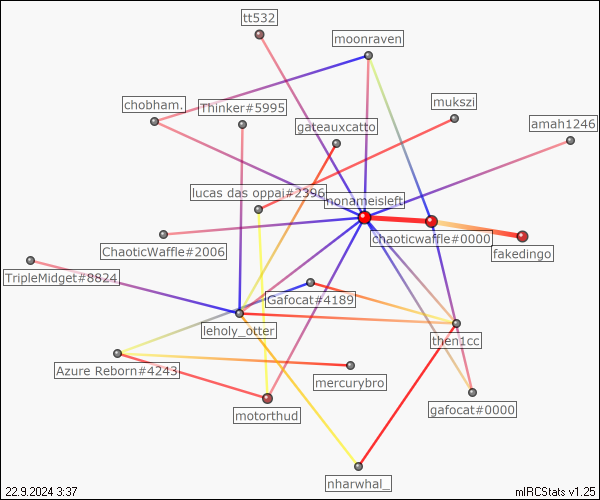 tt532
moonraven
chobham.
Thinker#5995
mukszi
gateauxcatto
amah1246
lucas das oppai#2396
nonameisleft
chaoticwaffle#0000
ChaoticWaffle#2006
fakedingo
TripleMidget#8824
Gafocat#4189
leholy_otter
then1cc
Azure Reborn#4243
mercurybro
gafocat#0000
motorthud
nharwhal_
22.9.2024 3:37
mIRCStats v1.25